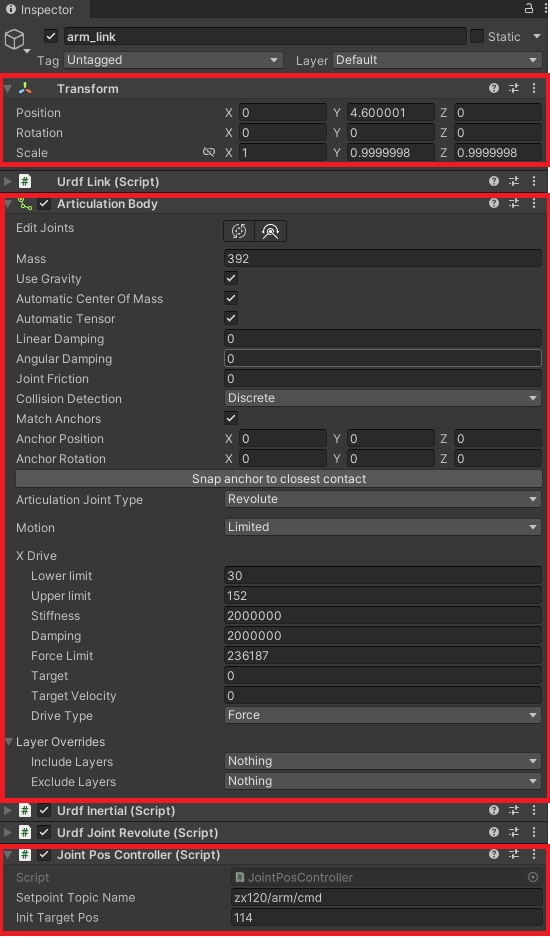 Inspector
arm_link Static
Tag Untagged Layer Default
Transform
Position X 0 Y 4.600001 Z 0
Rotation X 0 Y 0 Z 0
Scale X 1 Y 0.9999998 Z 0.9999998
# Urdf Link (Script)
Articulation Body
Edit Joints
Mass 392
Use Gravity
Automatic Center Of Mass
Automatic Tensor
Linear Damping 0
Angular Damping 0
Joint Friction 0
Collision Detection Discrete
Match Anchors
Anchor Position X 0 Y 0 Z 0
Anchor Rotation X 0 Y 0 Z 0
Snap anchor to closest contact
Articulation Joint Type Revolute
Motion Limited
X Drive
Lower limit 30
Upper limit 152
Stiffness 2000000
Damping 2000000
Force Limit 236187
Target 0
Target Velocity 0
Drive Type Force
Layer Overrides
Include Layers Nothing
Exclude Layers Nothing
# Urdf Inertial (Script)
# Urdf Joint Revolute (Script)
# Joint Pos Controller (Script)
Script # JointPosController
Setpoint Topic Name zx120/arm/cmd
Init Target Pos 114